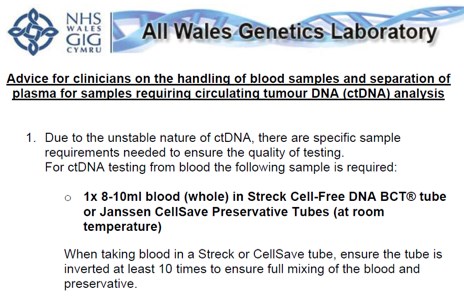 NHS
WALES
GIG
CYMRU
All Wales Genetics Laboratory
Advice for clinicians on the handling of blood samples and separation of
plasma for samples requiring circulating tumour DNA (ctDNA) analysis
1. Due to the unstable nature of ctDNA, there are specific sample
requirements needed to ensure the quality of testing.
For ctDNA testing from blood the following sample is required:
o 1x 8-10ml blood (whole) in Streck Cell-Free DNA BCT® tube
or Janssen CellSave Preservative Tubes (at room
temperature)
When taking blood in a Streck or CellSave tube, ensure the tube is
inverted at least 10 times to ensure full mixing of the blood and
preservative.